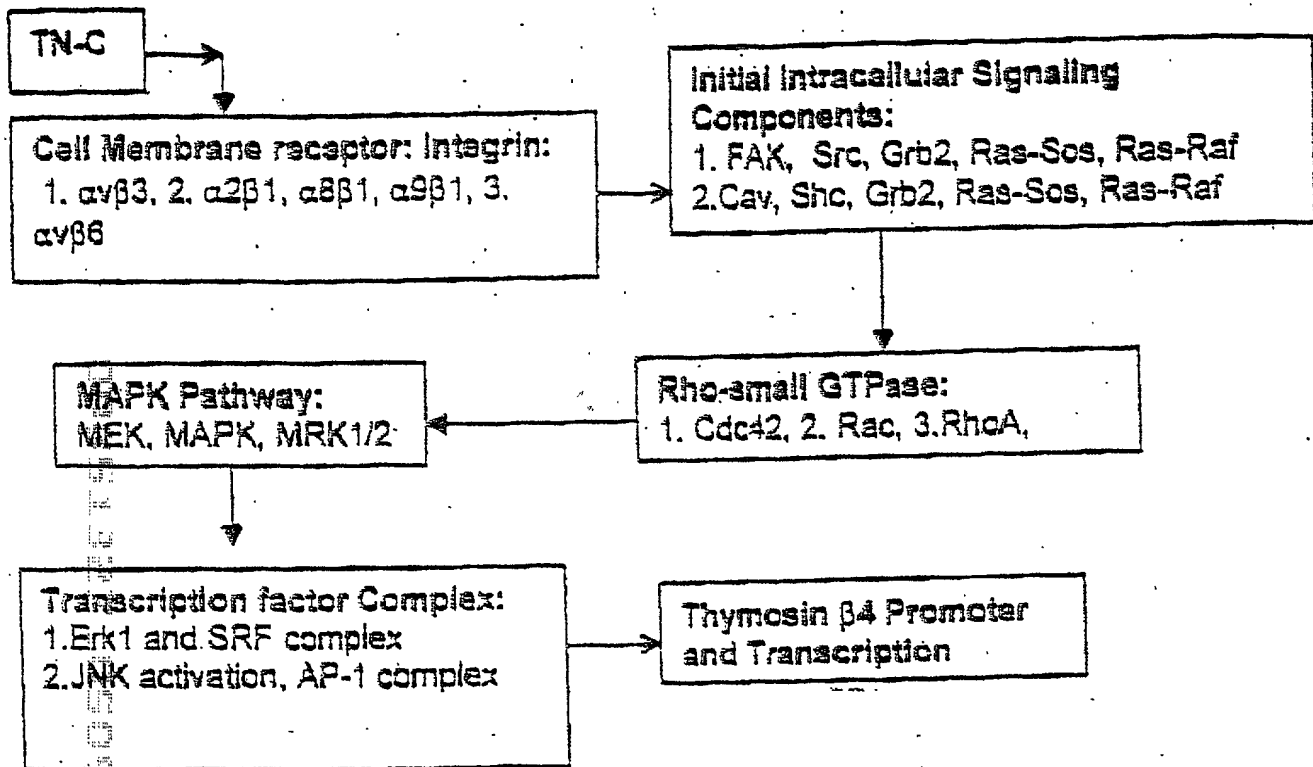 TN-C
Cell Membrane receptor: Integrin:
1. αvβ3, 2. α2β1, α8β1, α9β1, 3.
αvβ6
Initial Intracellular Signaling
Components:
1. FAK, Src, Grb2, Ras-Sos, Ras-Raf
2.Cav, Shc, Grb2, Ras-Sos, Ras-Raf
Rho-small GTPase:
1. Cdc42, 2. Rac, 3.RhoA,
MAPK Pathway:
MEK, MAPK, MRK1/2
Transcription factor Complex:
1.Erk1 and SRF complex
2.JNK activation, AP-1 complex
Thymosin β4 Promoter
and Transcription